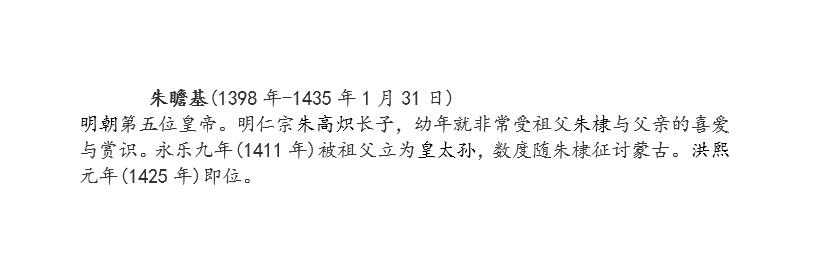 朱瞻基(1398 年-1435 年 1 月 31 日)
明朝第五位皇帝。明仁宗朱高炽长子，幼年就非常受祖父朱棣与父亲的喜爱
与赏识。永乐九年(1411 年)被祖父立为皇太孙，数度随朱棣征讨蒙古。洪熙
元年(1425 年)即位。